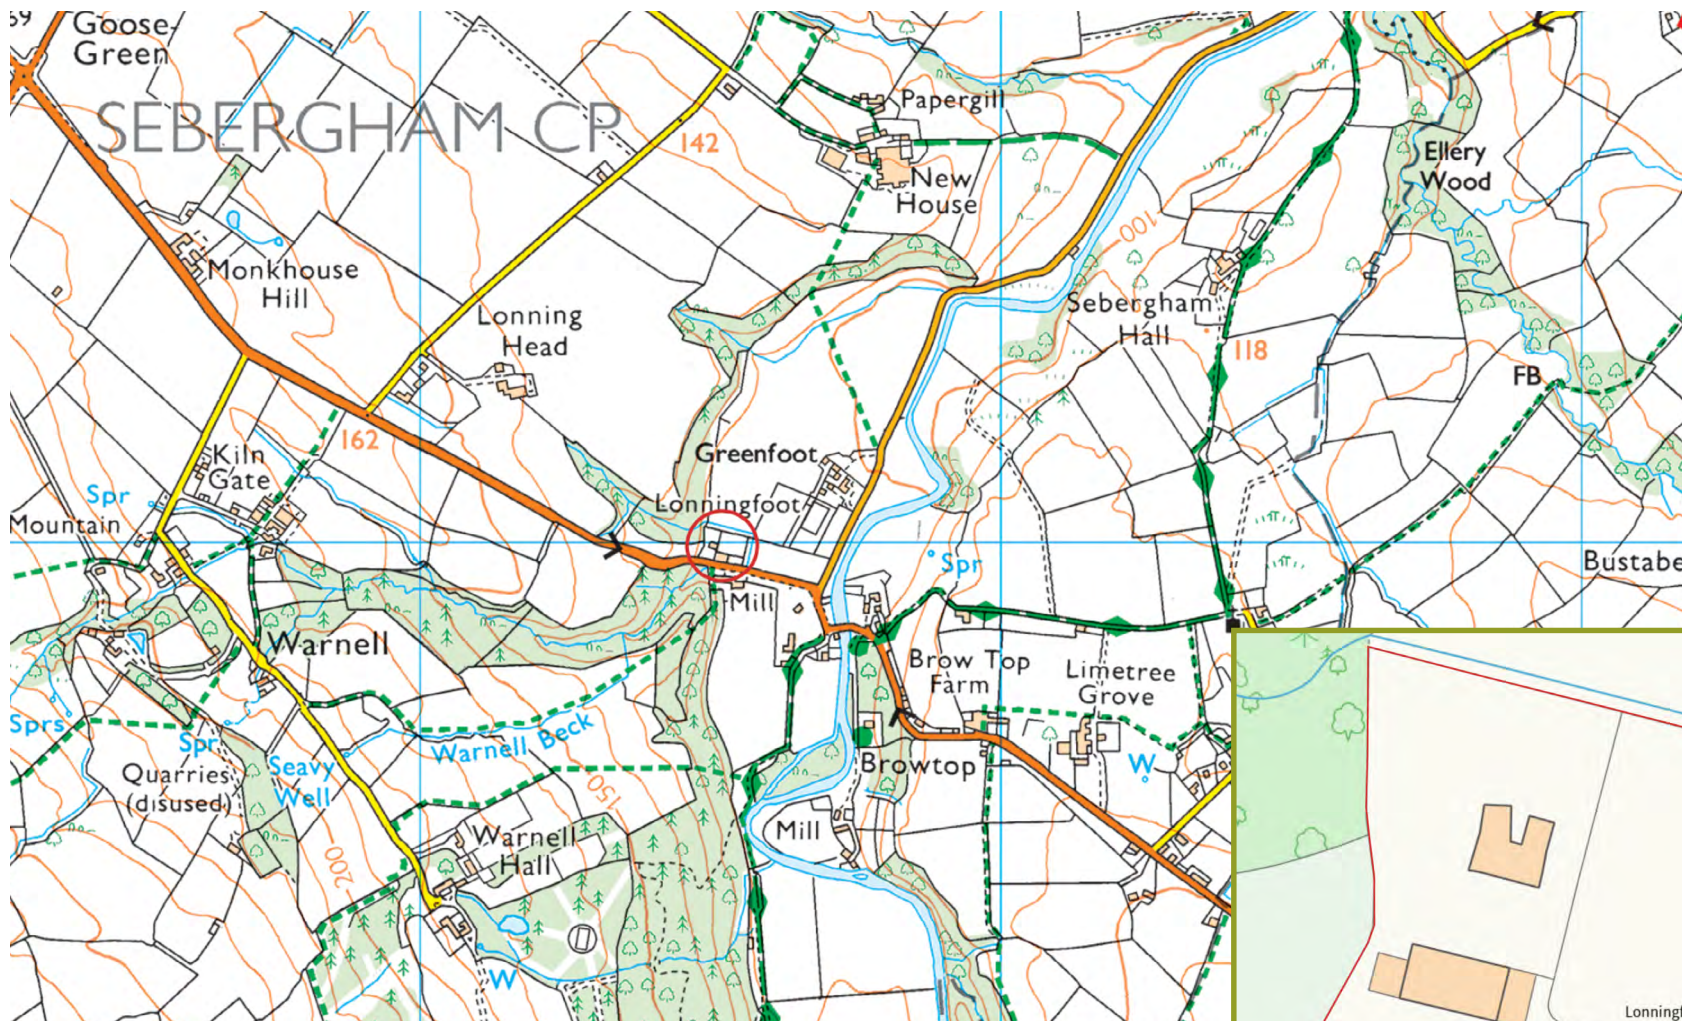 Goose-
Green
SEBERGHAM CP
142
Papergill
New
House
Ellery
Wood
100
Monkhouse
Hill
Lonning
Head
Sebergham
Hall
118
FB
162
Kiln
Gate
Greenfoot
Spr
Lonningfoot
Mountain
Spr
Bustabe
Mill
Warnell
Brow Top
Farm
Limetree
Grove
Sprs
Spr
Warnell Beck
Seavy
Well
Quarries
(disused)
Browtop
W
150
Mill
Warnell
Hall
200
W
Lonningf